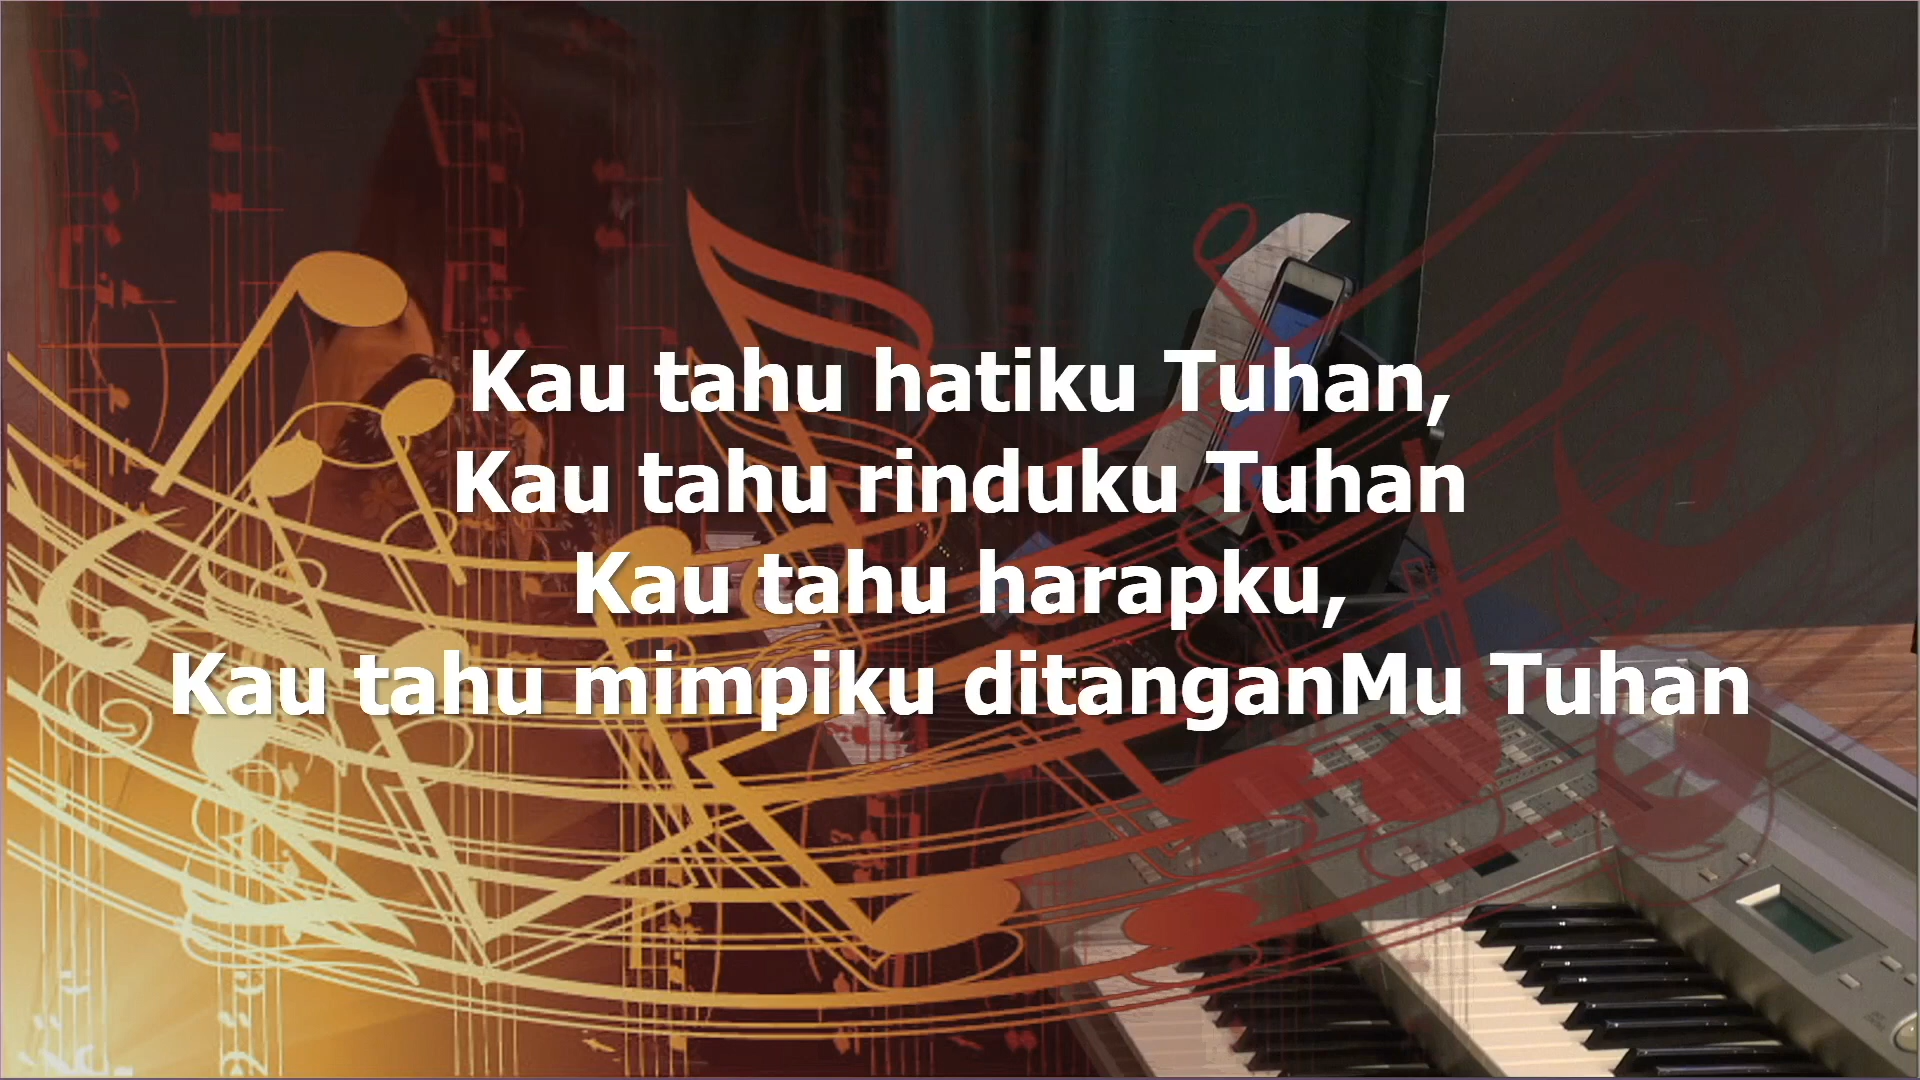 Kau tahu hatiku Tuhan,
Kau tahu rinduku Tuhan
Kau tahu harapku,
Kau tahu mimpiku ditanganMu Tuhan